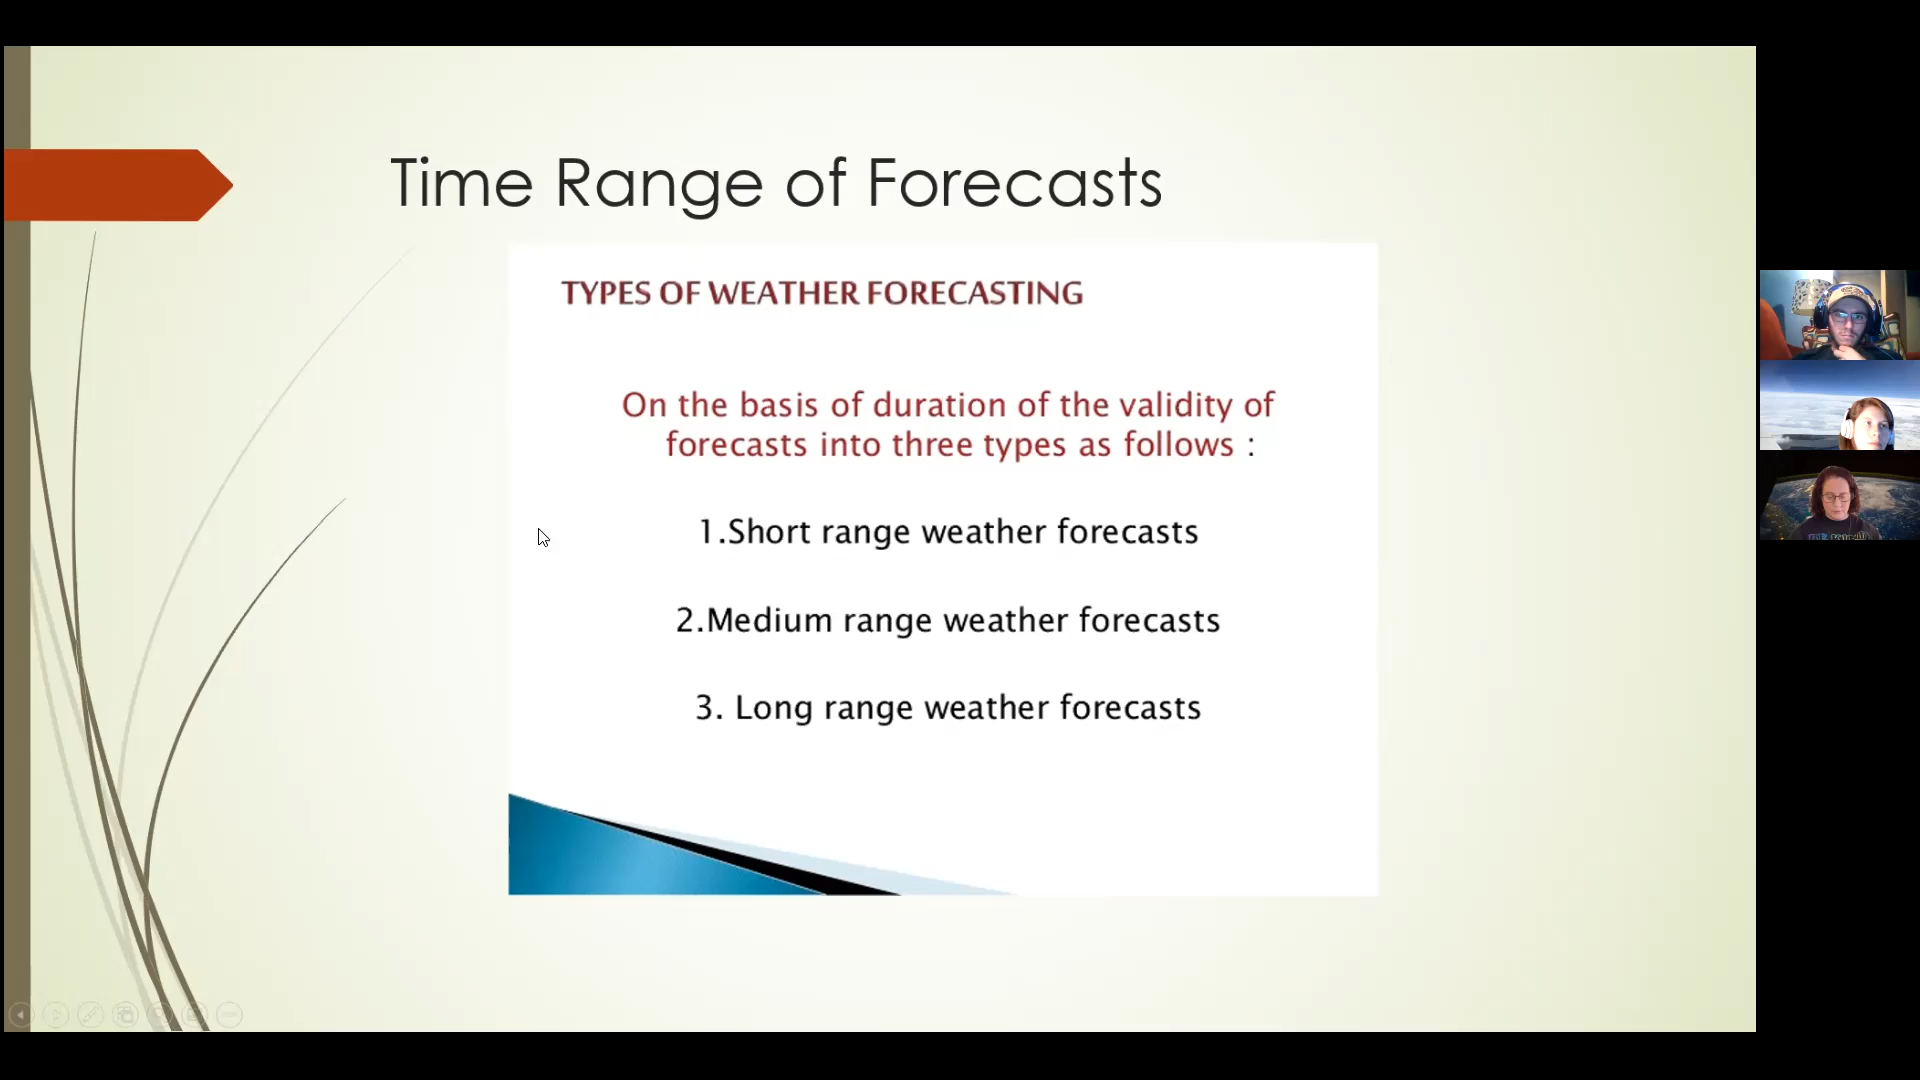 Time Range of Forecasts
TYPES OF WEATHER FORECASTING
On the basis of duration of the validity of
forecasts into three types as follows :
1.Short range weather forecasts
2.Medium range weather forecasts
3. Long range weather forecasts